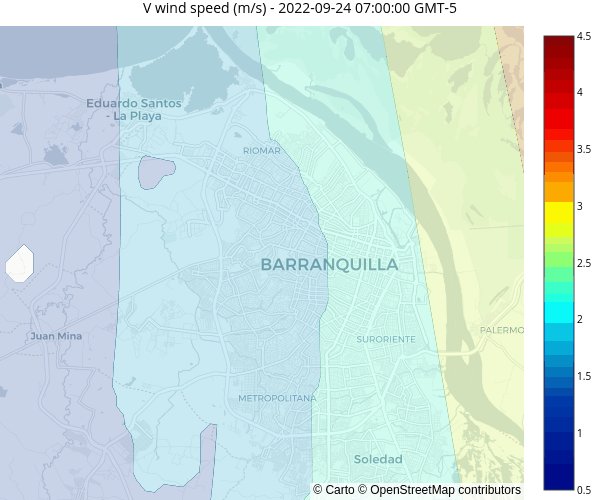 V wind speed (m/s) - 2022-09-24 07:00:00 GMT-5
4.5
4
3.5
3
2.5
2
1.5
1
0.5
Eduardo Santos
- La Playa
RIOMAR
BARRANQUILLA
Juan Mina
SURORIENTE
PALERMO
METROPOLITANA
Soledad
© Carto © OpenStreetMap contributors